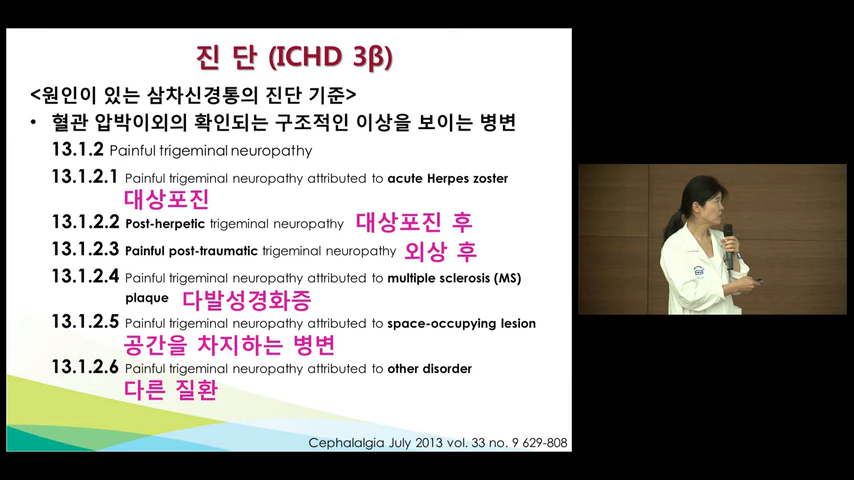 진 단 (ICHD 3β)
<원인이 있는 삼차신경통의 진단 기준>
• 혈관 압박이외의 확인되는 구조적인 이상을 보이는 병변
13.1.2 Painful trigeminal neuropathy
13.1.2.1 Painful trigeminal neuropathy attributed to acute Herpes zoster
대상포진
13.1.2.2 Post-herpetic trigeminal neuropathy 대상포진 후
13.1.2.3 Painful post-traumatic trigeminal neuropathy 외상 후
13.1.2.4 Painful trigeminal neuropathy attributed to multiple sclerosis (MS)
plaque 다발성경화증
13.1.2.5 Painful trigeminal neuropathy attributed to space-occupying lesion
공간을 차지하는 병변
13.1.2.6 Painful trigeminal neuropathy attributed to other disorder
다른 질환
Cephalalgia July 2013 vol. 33 no. 9 629-808